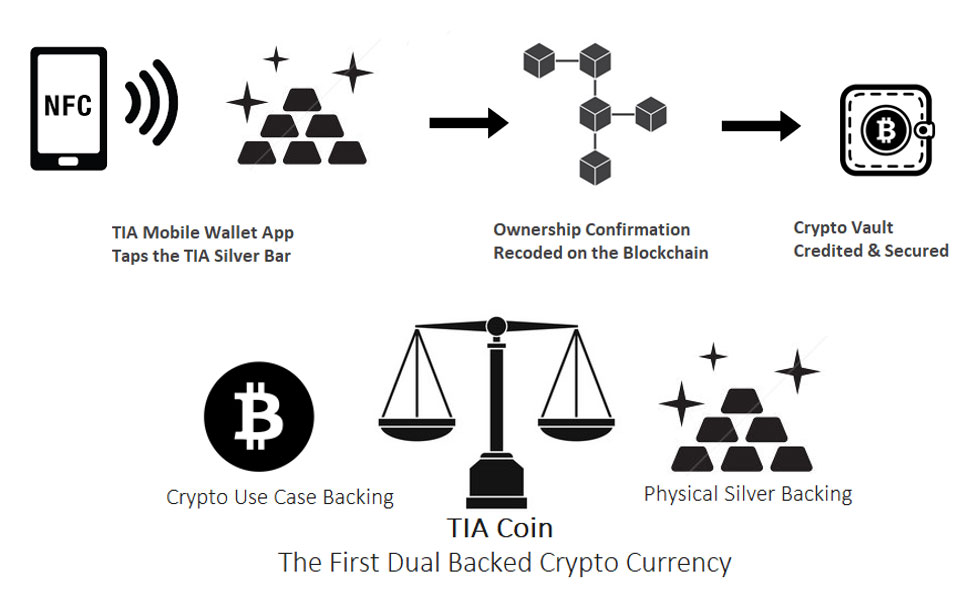 NFC
TIA Mobile Wallet App
Taps the TIA Silver Bar
Ownership Confirmation
Recoded on the Blockchain
Crypto Vault
Credited & Secured
Crypto Use Case Backing
Physical Silver Backing
TIA Coin
The First Dual Backed Crypto Currency